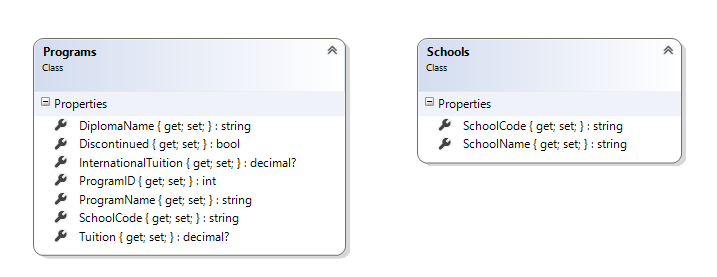 Programs
Class
Properties
DiplomaName { get; set; } : string
Discontinued { get; set; } : bool
InternationalTuition { get; set; } : decimal?
ProgramID { get; set; } : int
ProgramName { get; set; } : string
SchoolCode { get; set; } : string
Tuition { get; set; } : decimal?
Schools
Class
Properties
SchoolCode { get; set; } : string
SchoolName { get; set; } : string